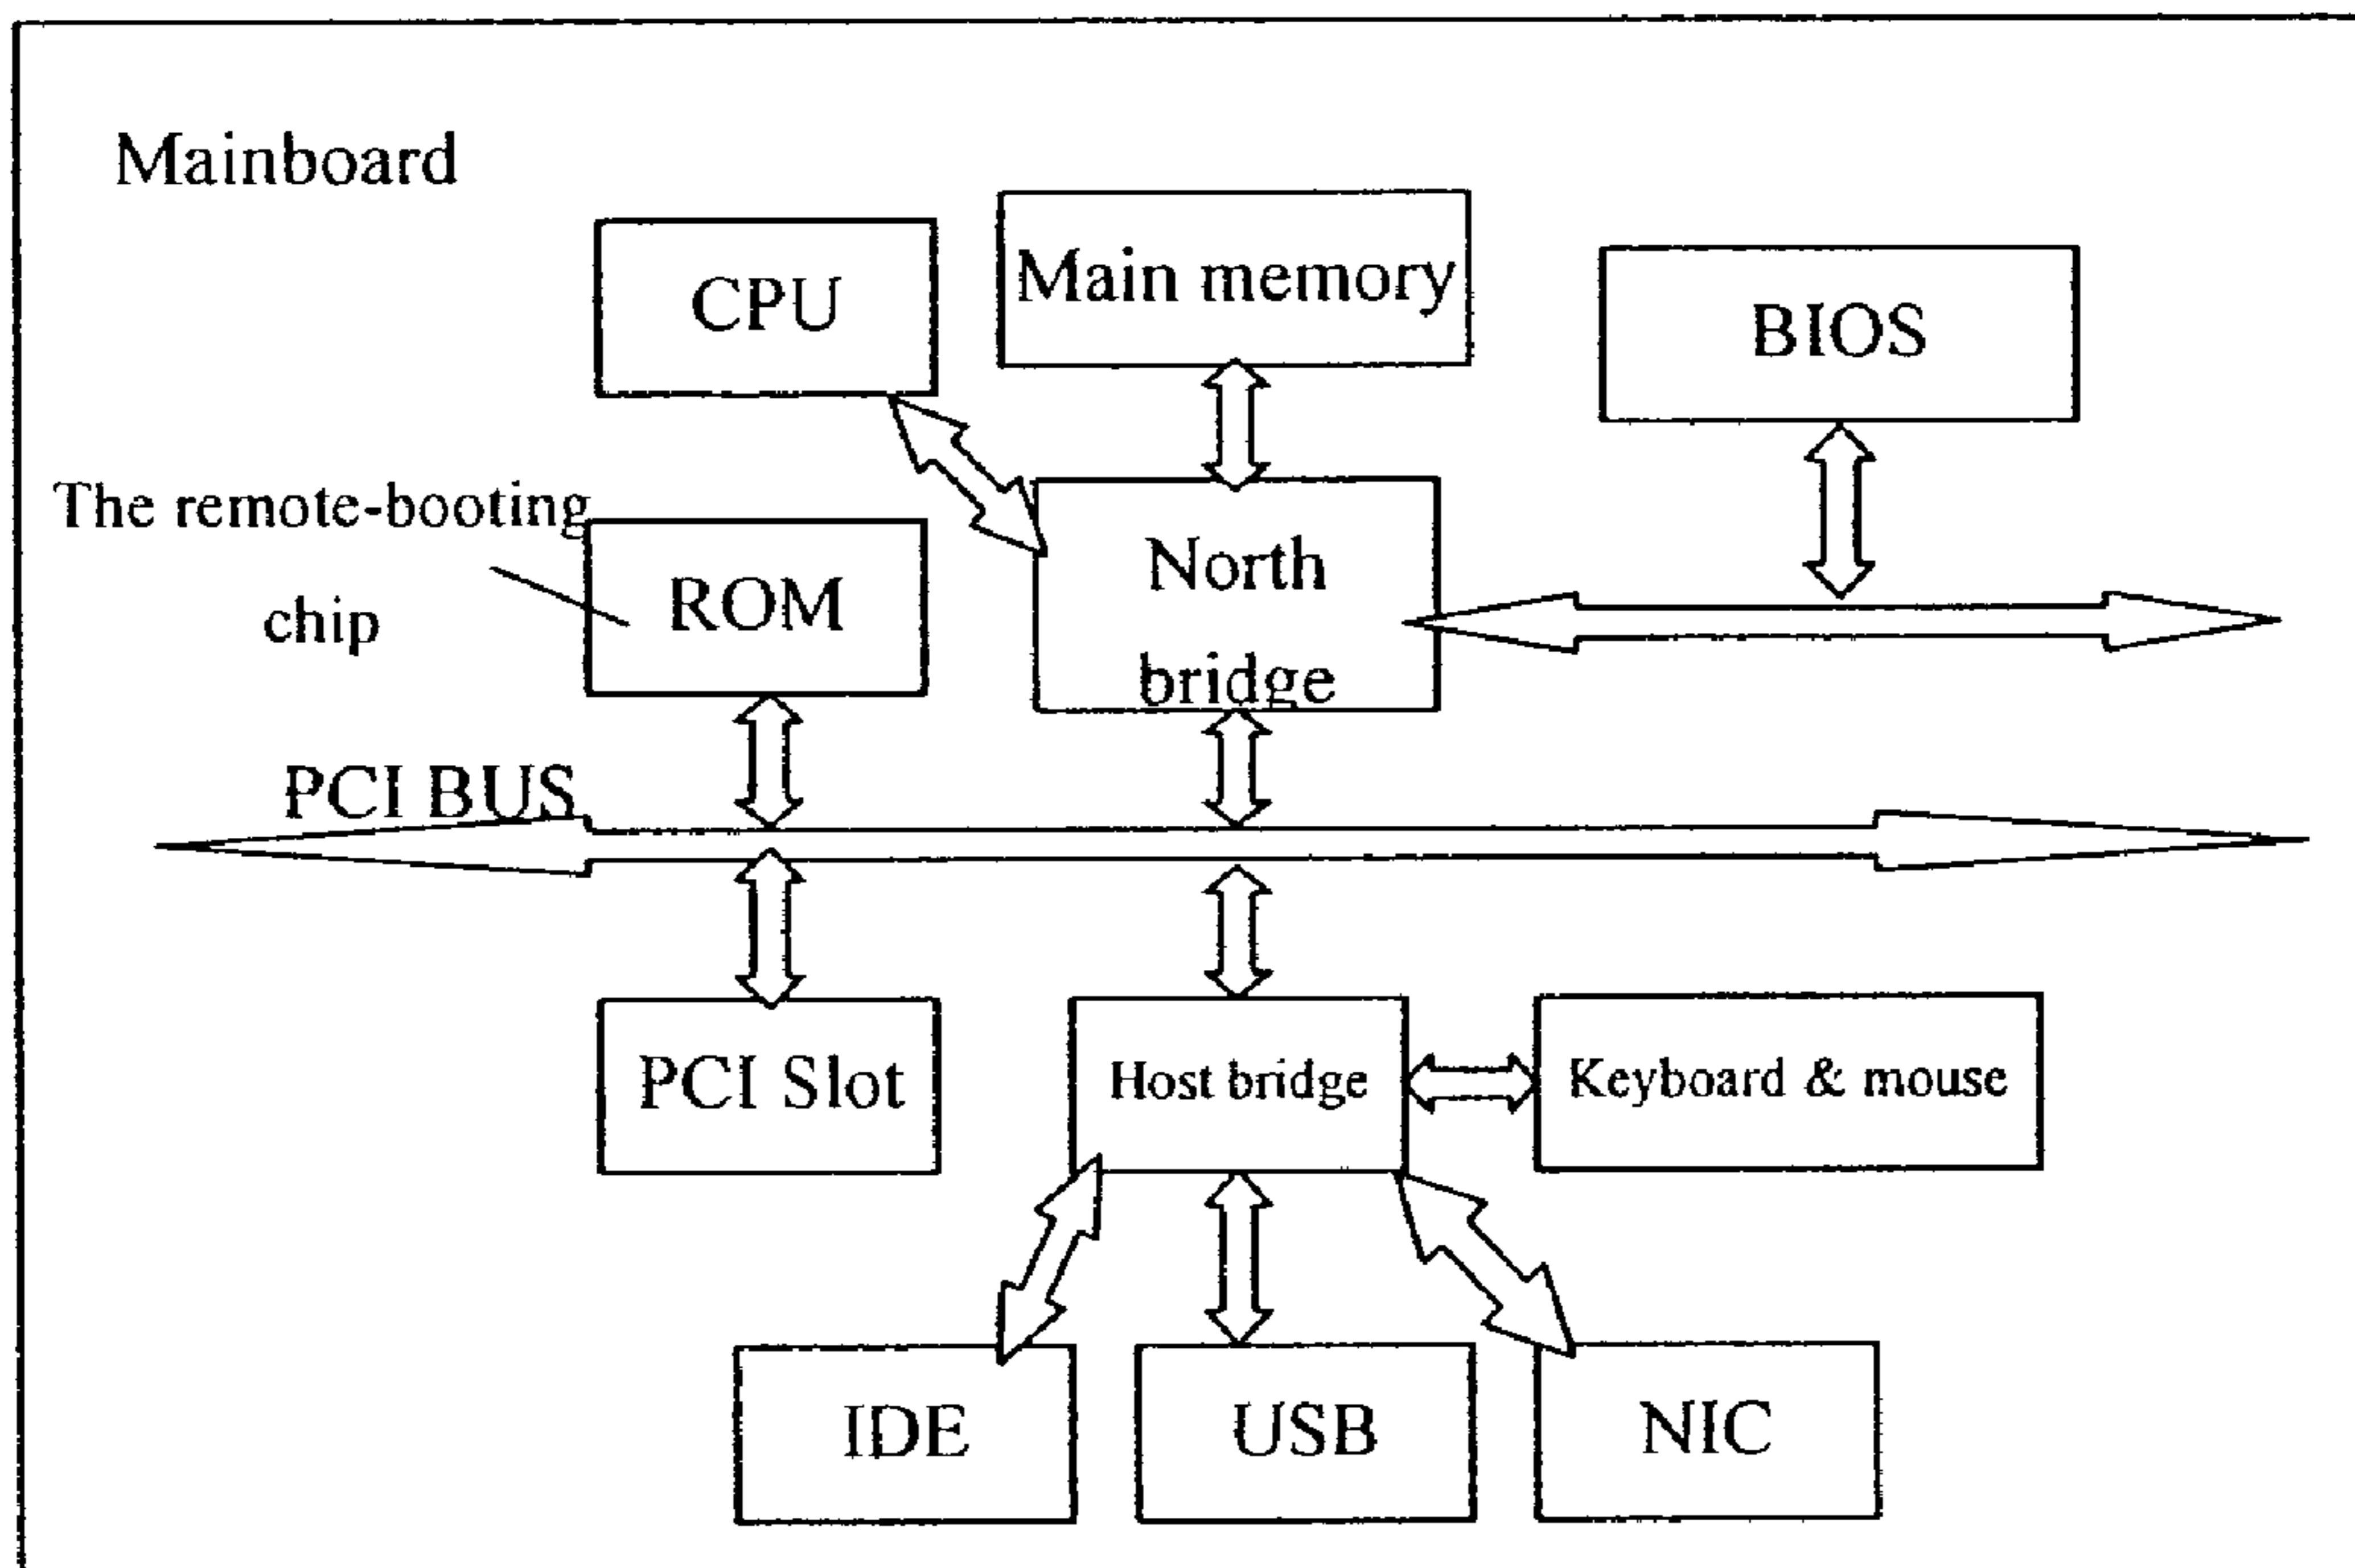 Mainboard
CPU
Main memory
BIOS
The remote-booting
chip
ROM
North
bridge
PCI BUS
PCI Slot
Host bridge
Keyboard & mouse
IDE
USB
NIC